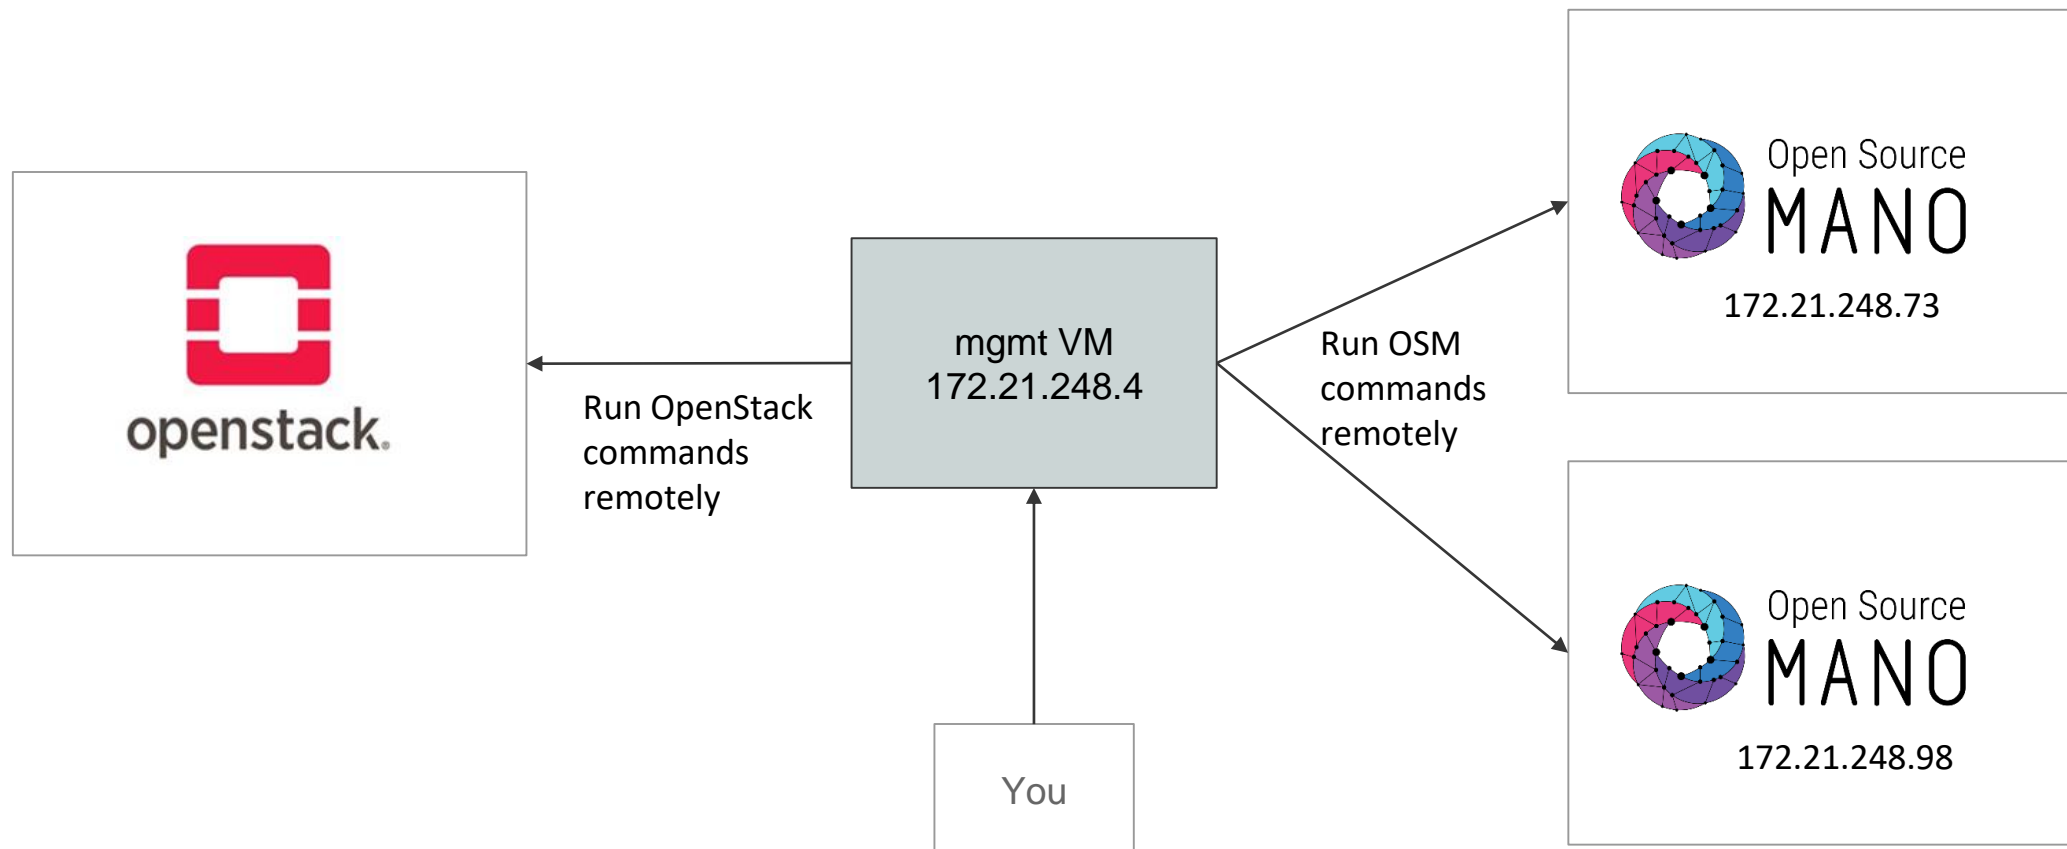 openstack.
Run OpenStack
commands
remotely
mgmt VM
172.21.248.4
You
Run OSM
commands
remotely
Open Source
MANO
172.21.248.73
Open Source
MANO
172.21.248.98